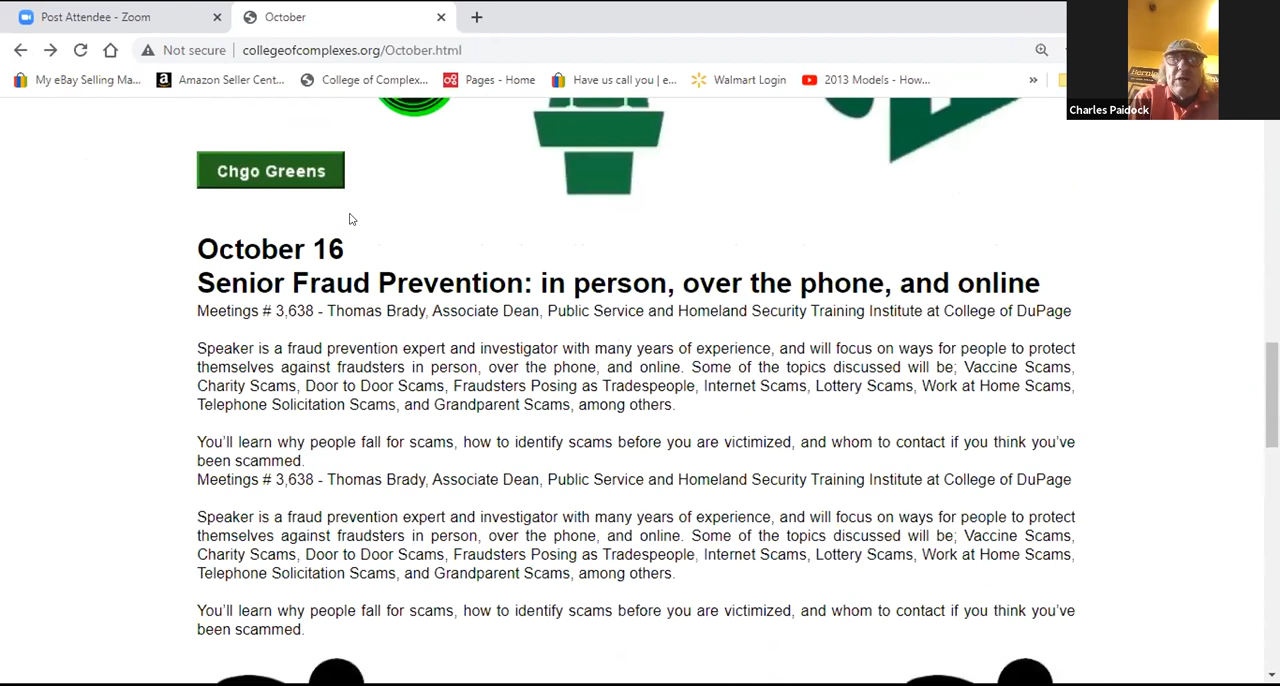 Post Attendee - Zoom
October
Not secure
collegeofcomplexes.org/October.html
My eBay Selling Ma...
Amazon Seller Cent...
College of Complex...
Pages - Home
Have us call you | e...
Walmart Login
2013 Models - How...
»
Charles Paidock
Chgo Greens
October 16
Senior Fraud Prevention: in person, over the phone, and online
Meetings # 3,638 - Thomas Brady, Associate Dean, Public Service and Homeland Security Training Institute at College of DuPage
Speaker is a fraud prevention expert and investigator with many years of experience, and will focus on ways for people to protect
themselves against fraudsters in person, over the phone, and online. Some of the topics discussed will be; Vaccine Scams,
Charity Scams, Door to Door Scams, Fraudsters Posing as Tradespeople, Internet Scams, Lottery Scams, Work at Home Scams,
Telephone Solicitation Scams, and Grandparent Scams, among others.
You'll learn why people fall for scams, how to identify scams before you are victimized, and whom to contact if you think you've
been scammed.
Meetings # 3,638 - Thomas Brady, Associate Dean, Public Service and Homeland Security Training Institute at College of DuPage
Speaker is a fraud prevention expert and investigator with many years of experience, and will focus on ways for people to protect
themselves against fraudsters in person, over the phone, and online. Some of the topics discussed will be; Vaccine Scams,
Charity Scams, Door to Door Scams, Fraudsters Posing as Tradespeople, Internet Scams, Lottery Scams, Work at Home Scams,
Telephone Solicitation Scams, and Grandparent Scams, among others.
You'll learn why people fall for scams, how to identify scams before you are victimized, and whom to contact if you think you've
been scammed.